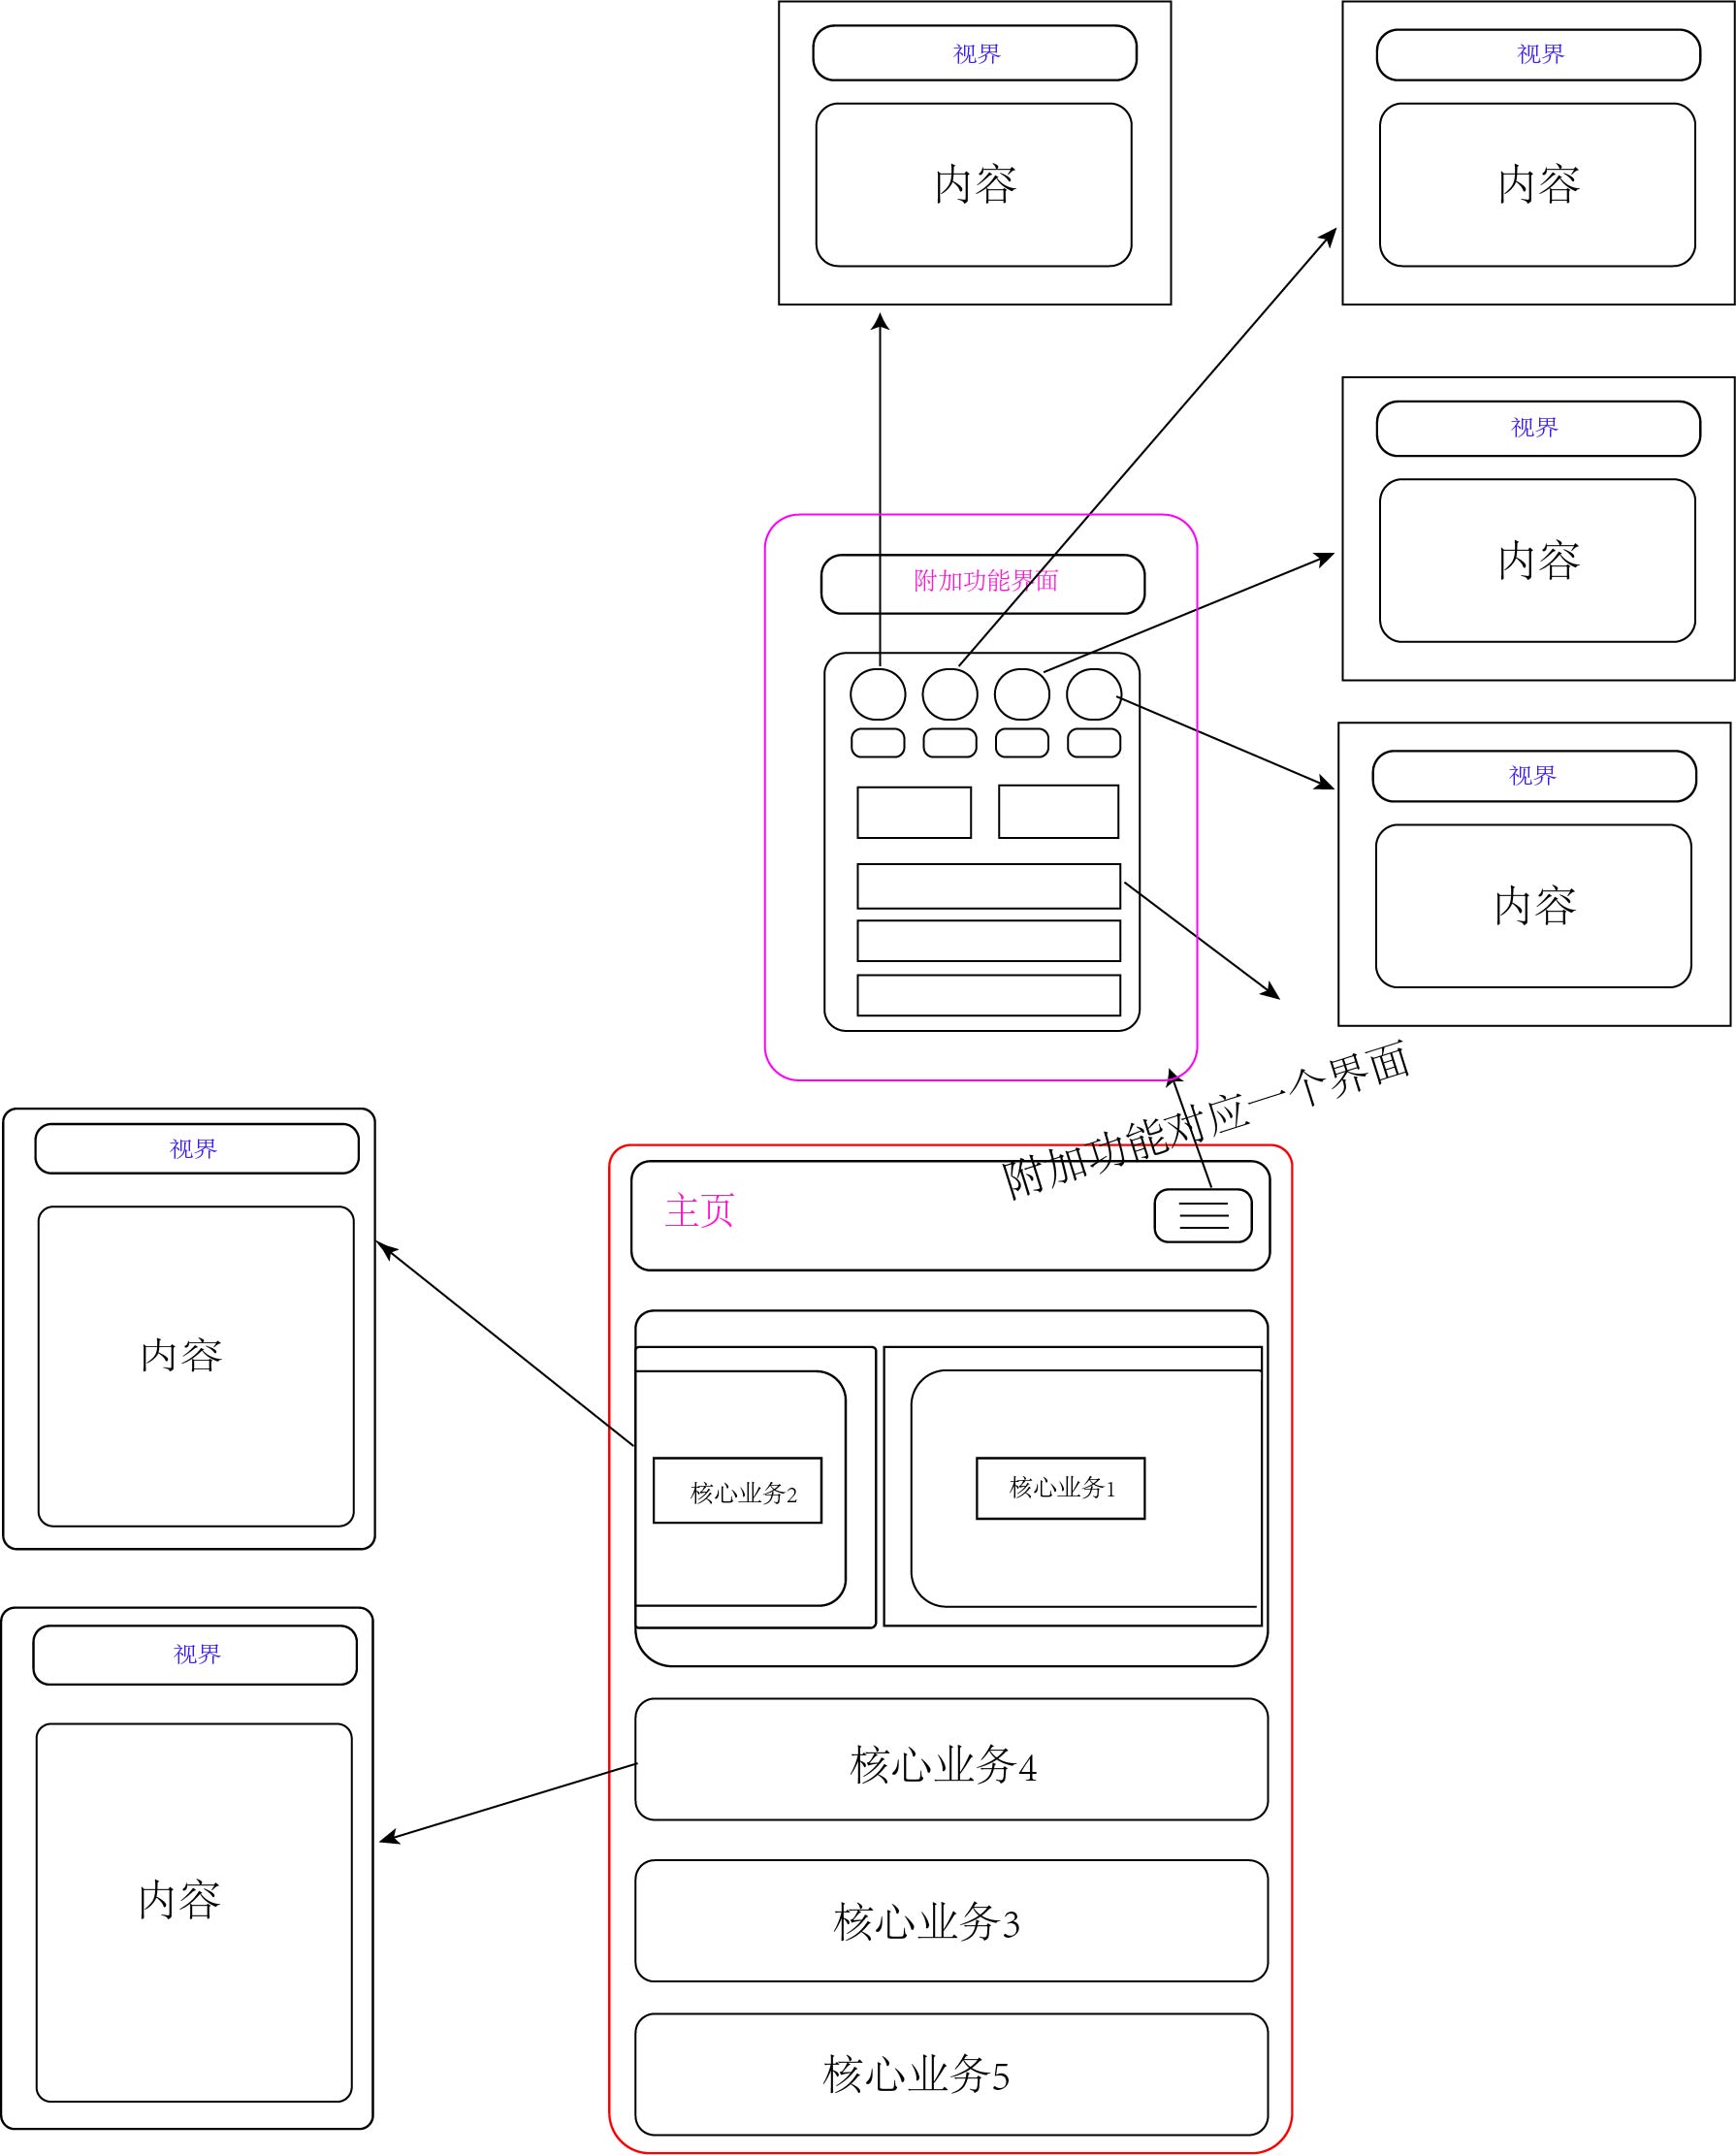 视界
视界
内容
内容
视界
内容
附加功能界面
视界
内容
附加功能对应一个界面
视界
主页
内容
核心业务2
核心业务1
视界
核心业务4
内容
核心业务3
核心业务5